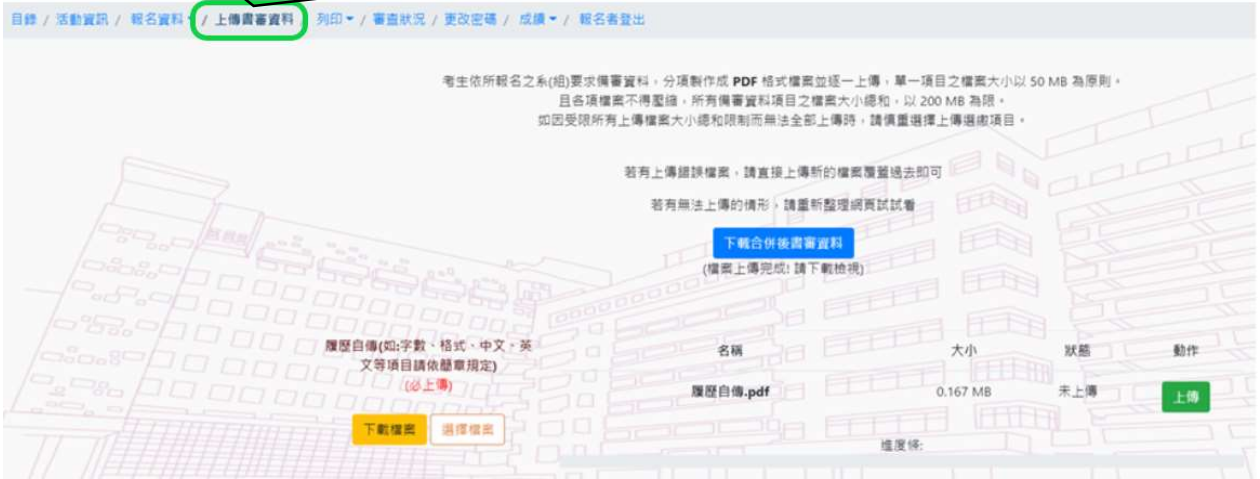 目錄 / 活動資訊 / 報名資料 / 上傳書審資料 / 列印 / 審查狀況 / 更改密碼 / 成績 / 報名者登出
考生依所報名之系(組)要求備審資料，分項製作成 PDF 格式檔案並逐一上傳，單一項目之檔案大小以 50 MB 為原則。
且各項檔案不得壓縮，所有備審資料項目之檔案大小總和，以 200 MB 為限。
如因受限所有上傳檔案大小總和限制而無法全部上傳時，請慎重選擇上傳選繳項目。
若有上傳錯誤檔案，請直接上傳新的檔案覆蓋過去即可
若有無法上傳的情形，請重新整理網頁試試看
下載合併後書審資料
(檔案上傳完成! 請下載檢視)
履歷自傳(如:字數、格式、中文、英
文等項目請依簡章規定)
(必上傳)
下載檔案 選擇檔案
名稱 大小 狀態 動作
履歷自傳.pdf 0.167 MB 未上傳 上傳
進度條: